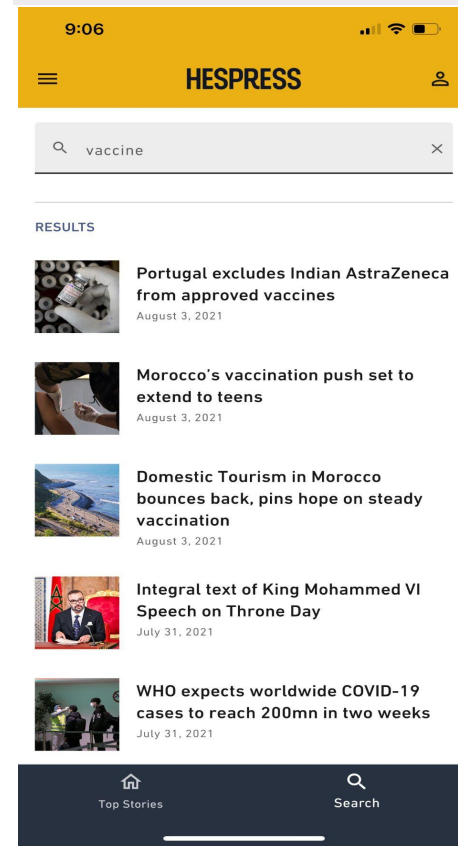 9:06
HESPRESS
vaccine
RESULTS
Portugal excludes Indian AstraZeneca
from approved vaccines
August 3, 2021
Morocco's vaccination push set to
extend to teens
August 3, 2021
Domestic Tourism in Morocco
bounces back, pins hope on steady
vaccination
August 3, 2021
Integral text of King Mohammed VI
Speech on Throne Day
July 31, 2021
WHO expects worldwide COVID-19
cases to reach 200mn in two weeks
July 31, 2021
Top Stories
Search